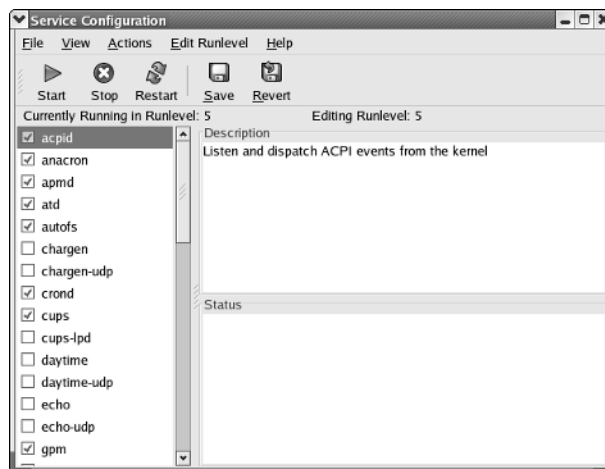 Service Configuration
File View Actions Edit Runlevel Help
Start Stop Restart Save Revert
Currently Running in Runlevel: 5 Editing Runlevel: 5
acpid
anacron
apmd
atd
autofs
chargen
chargen-udp
crond
cups
cups-lpd
daytime
daytime-udp
echo
echo-udp
gpm
Description
Listen and dispatch ACPI events from the kernel
Status